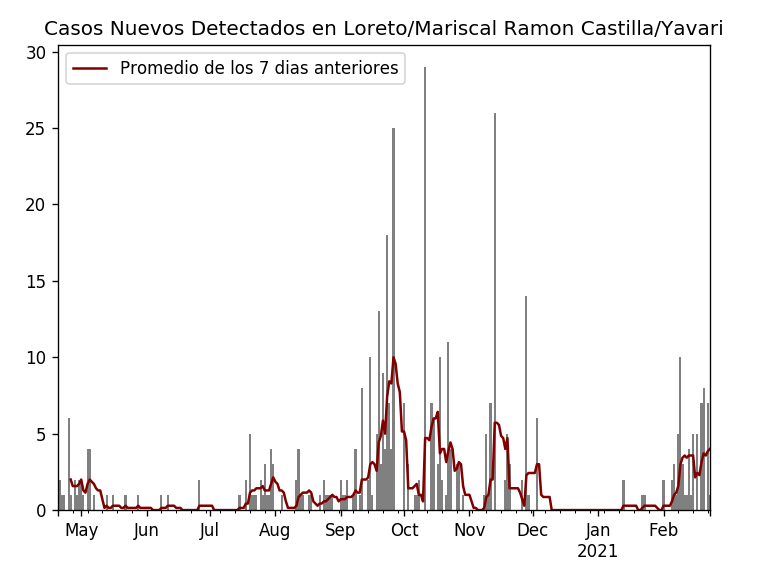 Casos Nuevos Detectados en Loreto/Mariscal Ramon Castilla/Yavari
Promedio de los 7 dias anteriores
30
25
20
15
10
5
0
May Jun Jul Aug Sep Oct Nov Dec Jan Feb
2021